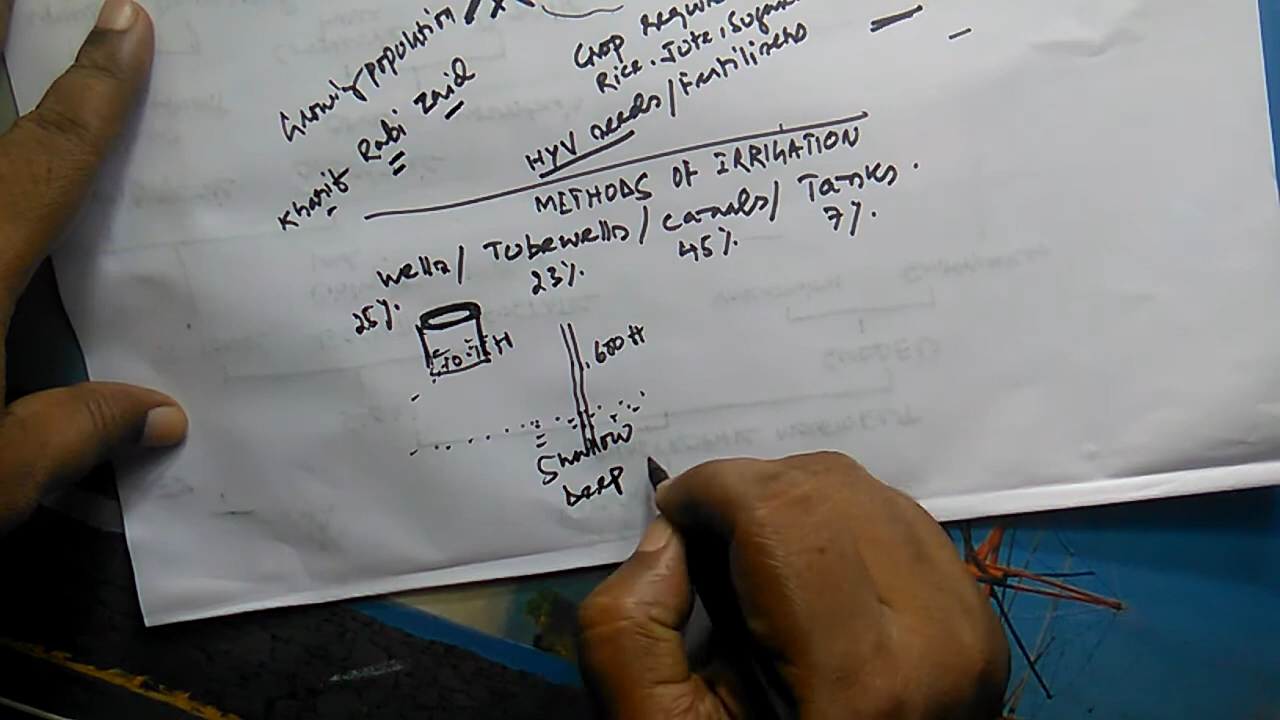 Growing population /
Kharif Rabi Zaid
Crop Requir
Rice. Jute, Sugar
HYV seeds/Fertilizers
METHODS OF IRRIGATION
wells/ Tubewells/ canals/ Tanks.
25%. 23%. 45%. 7%.
600 ft
Shallow
Deep